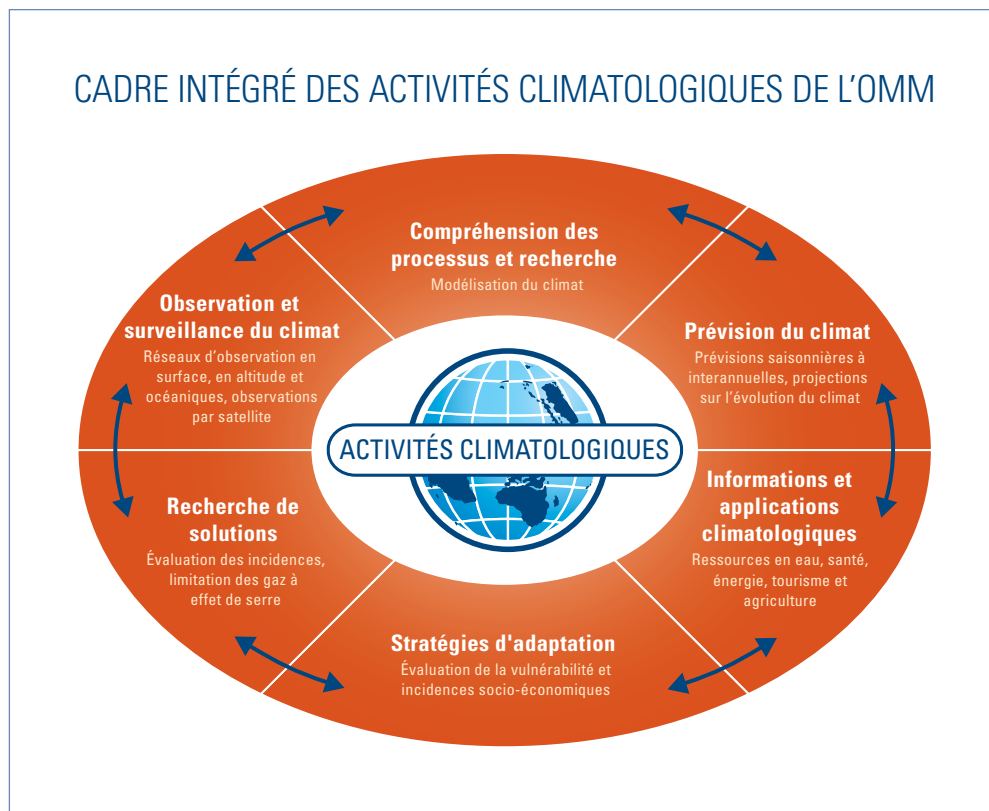 CADRE INTÉGRÉ DES ACTIVITÉS CLIMATOLOGIQUES DE L'OMM
Compréhension des
processus et recherche
Modélisation du climat
Observation et
surveillance du climat
Réseaux d'observation en
surface, en altitude et
océaniques, observations
par satellite
Prévision du climat
Prévisions saisonnières à
interannuelles, projections
sur l'évolution du climat
ACTIVITÉS CLIMATOLOGIQUES
Recherche de
solutions
Évaluation des incidences,
limitation des gaz à
effet de serre
Informations et
applications
climatologiques
Ressources en eau, santé,
énergie, tourisme et
agriculture
Stratégies d'adaptation
Évaluation de la vulnérabilité et
incidences socio-économiques